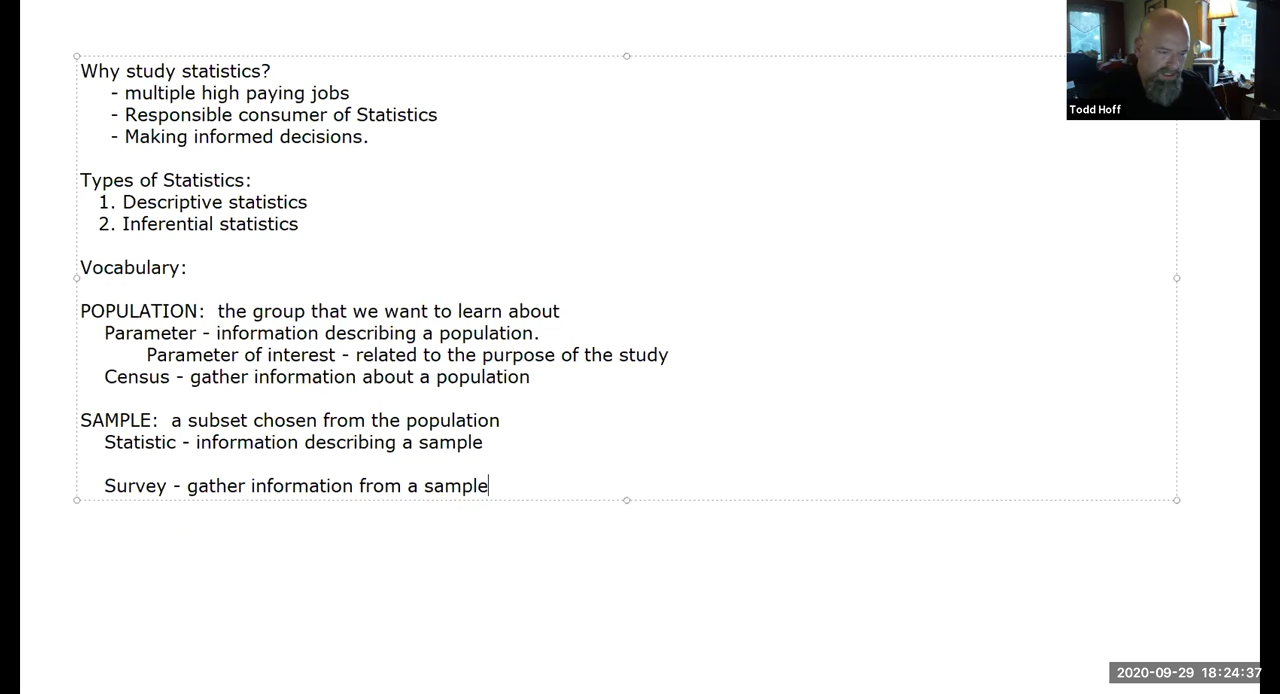 Why study statistics?
- multiple high paying jobs
- Responsible consumer of Statistics
- Making informed decisions.
Types of Statistics:
1. Descriptive statistics
2. Inferential statistics
Vocabulary:
POPULATION: the group that we want to learn about
Parameter - information describing a population.
Parameter of interest - related to the purpose of the study
Census - gather information about a population
SAMPLE: a subset chosen from the population
Statistic - information describing a sample
Survey - gather information from a sample
Todd Hoff
2020-09-29 18:24:37